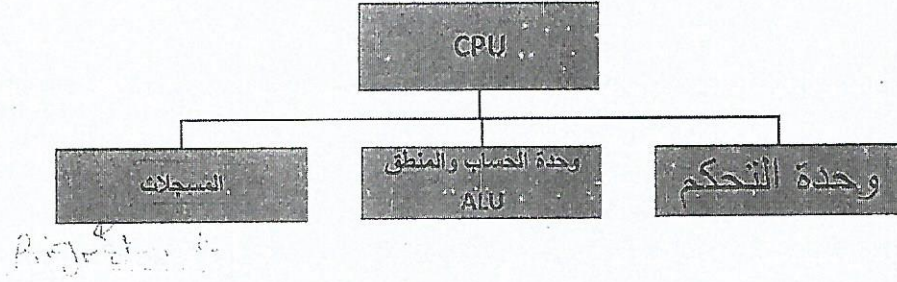 CPU
وحدة التحكم
وحدة الحساب والمنطق
ALU
المسجلات